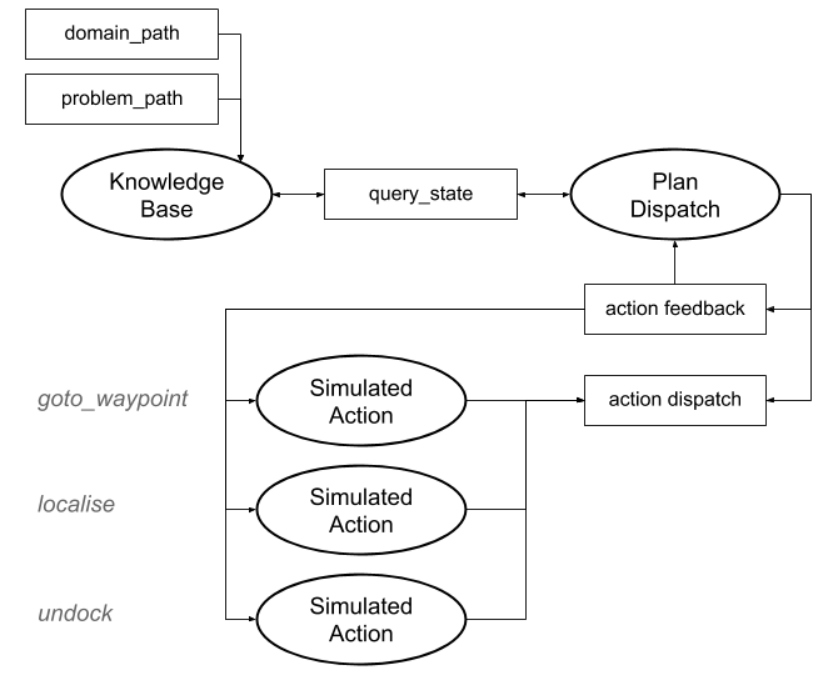 domain_path
problem_path
Knowledge
Base
query_state
Plan
Dispatch
action feedback
goto_waypoint
Simulated
Action
action dispatch
localise
Simulated
Action
undock
Simulated
Action